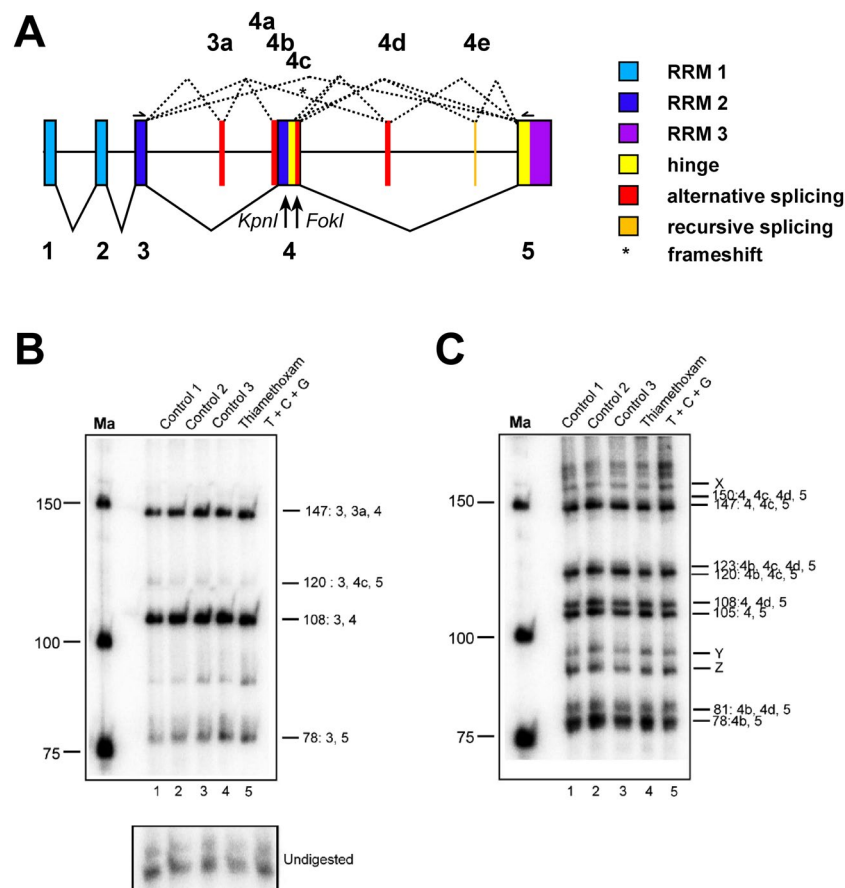 A
3a
4a
4b
4c
4d
4e
*
KpnI
FokI
1
2
3
4
5
RRM 1
RRM 2
RRM 3
hinge
alternative splicing
recursive splicing
* frameshift
B
Ma
Control 1
Control 2
Control 3
Thiamethoxam
T + C + G
150
100
75
147: 3, 3a, 4
120 : 3, 4c, 5
108: 3, 4
78: 3, 5
1 2 3 4 5
Undigested
C
Ma
Control 1
Control 2
Control 3
Thiamethoxam
T + C + G
150
100
75
X
150:4, 4c, 4d, 5
147: 4, 4c, 5
123:4b, 4c, 4d, 5
120: 4b, 4c, 5
108:4, 4d, 5
105: 4, 5
Y
Z
81: 4b, 4d, 5
78:4b, 5
1 2 3 4 5